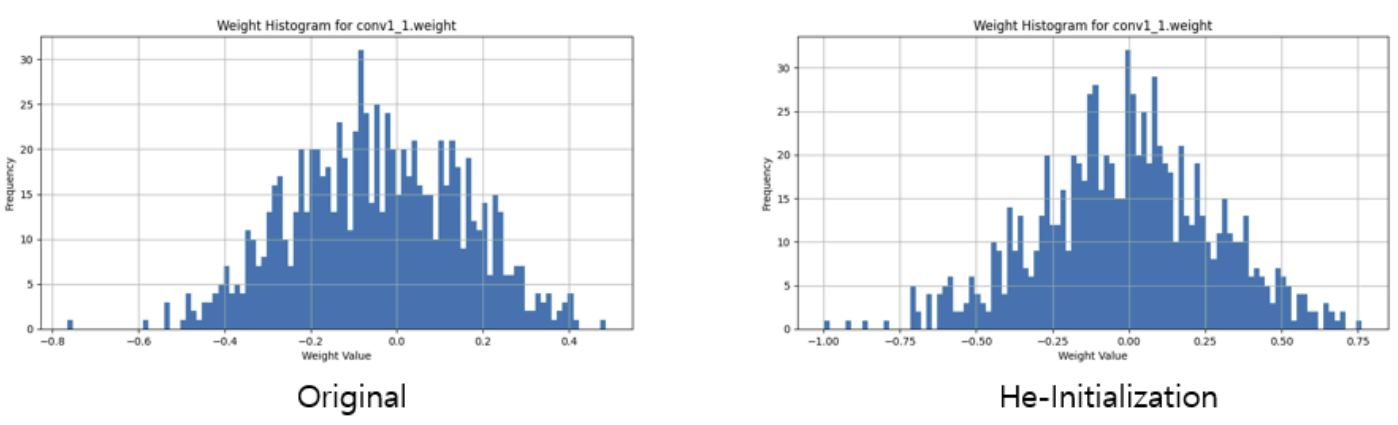 Weight Histogram for conv1_1.weight
30
25
20
15
10
5
0
Frequency
−0.8 −0.6 −0.4 −0.2 0.0 0.2 0.4
Weight Value
Original
Weight Histogram for conv1_1.weight
30
25
20
15
10
5
0
Frequency
−1.00 −0.75 −0.50 −0.25 0.00 0.25 0.50 0.75
Weight Value
He-Initialization